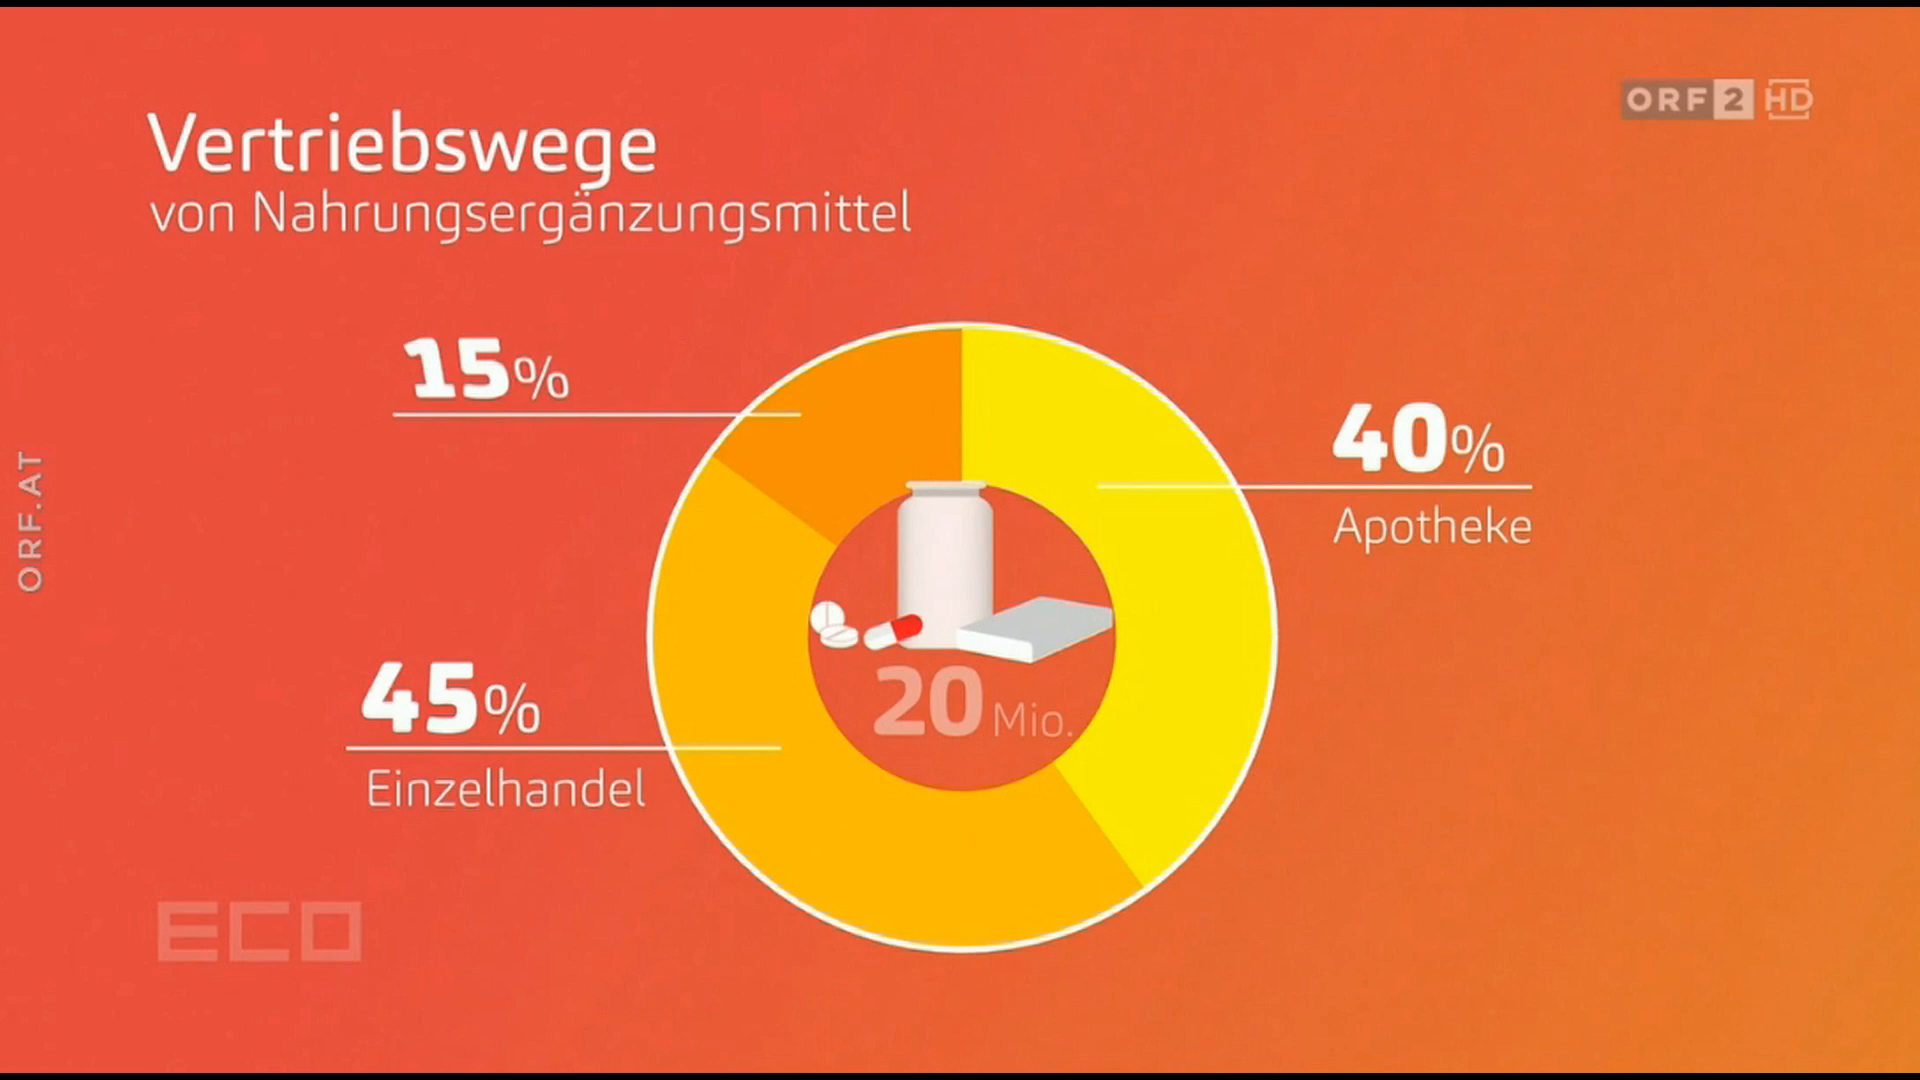 Vertriebswege
von Nahrungsergänzungsmittel
ORF 2 HD
15%
40%
Apotheke
ORF.AT
45%
Einzelhandel
20 Mio.
ECO